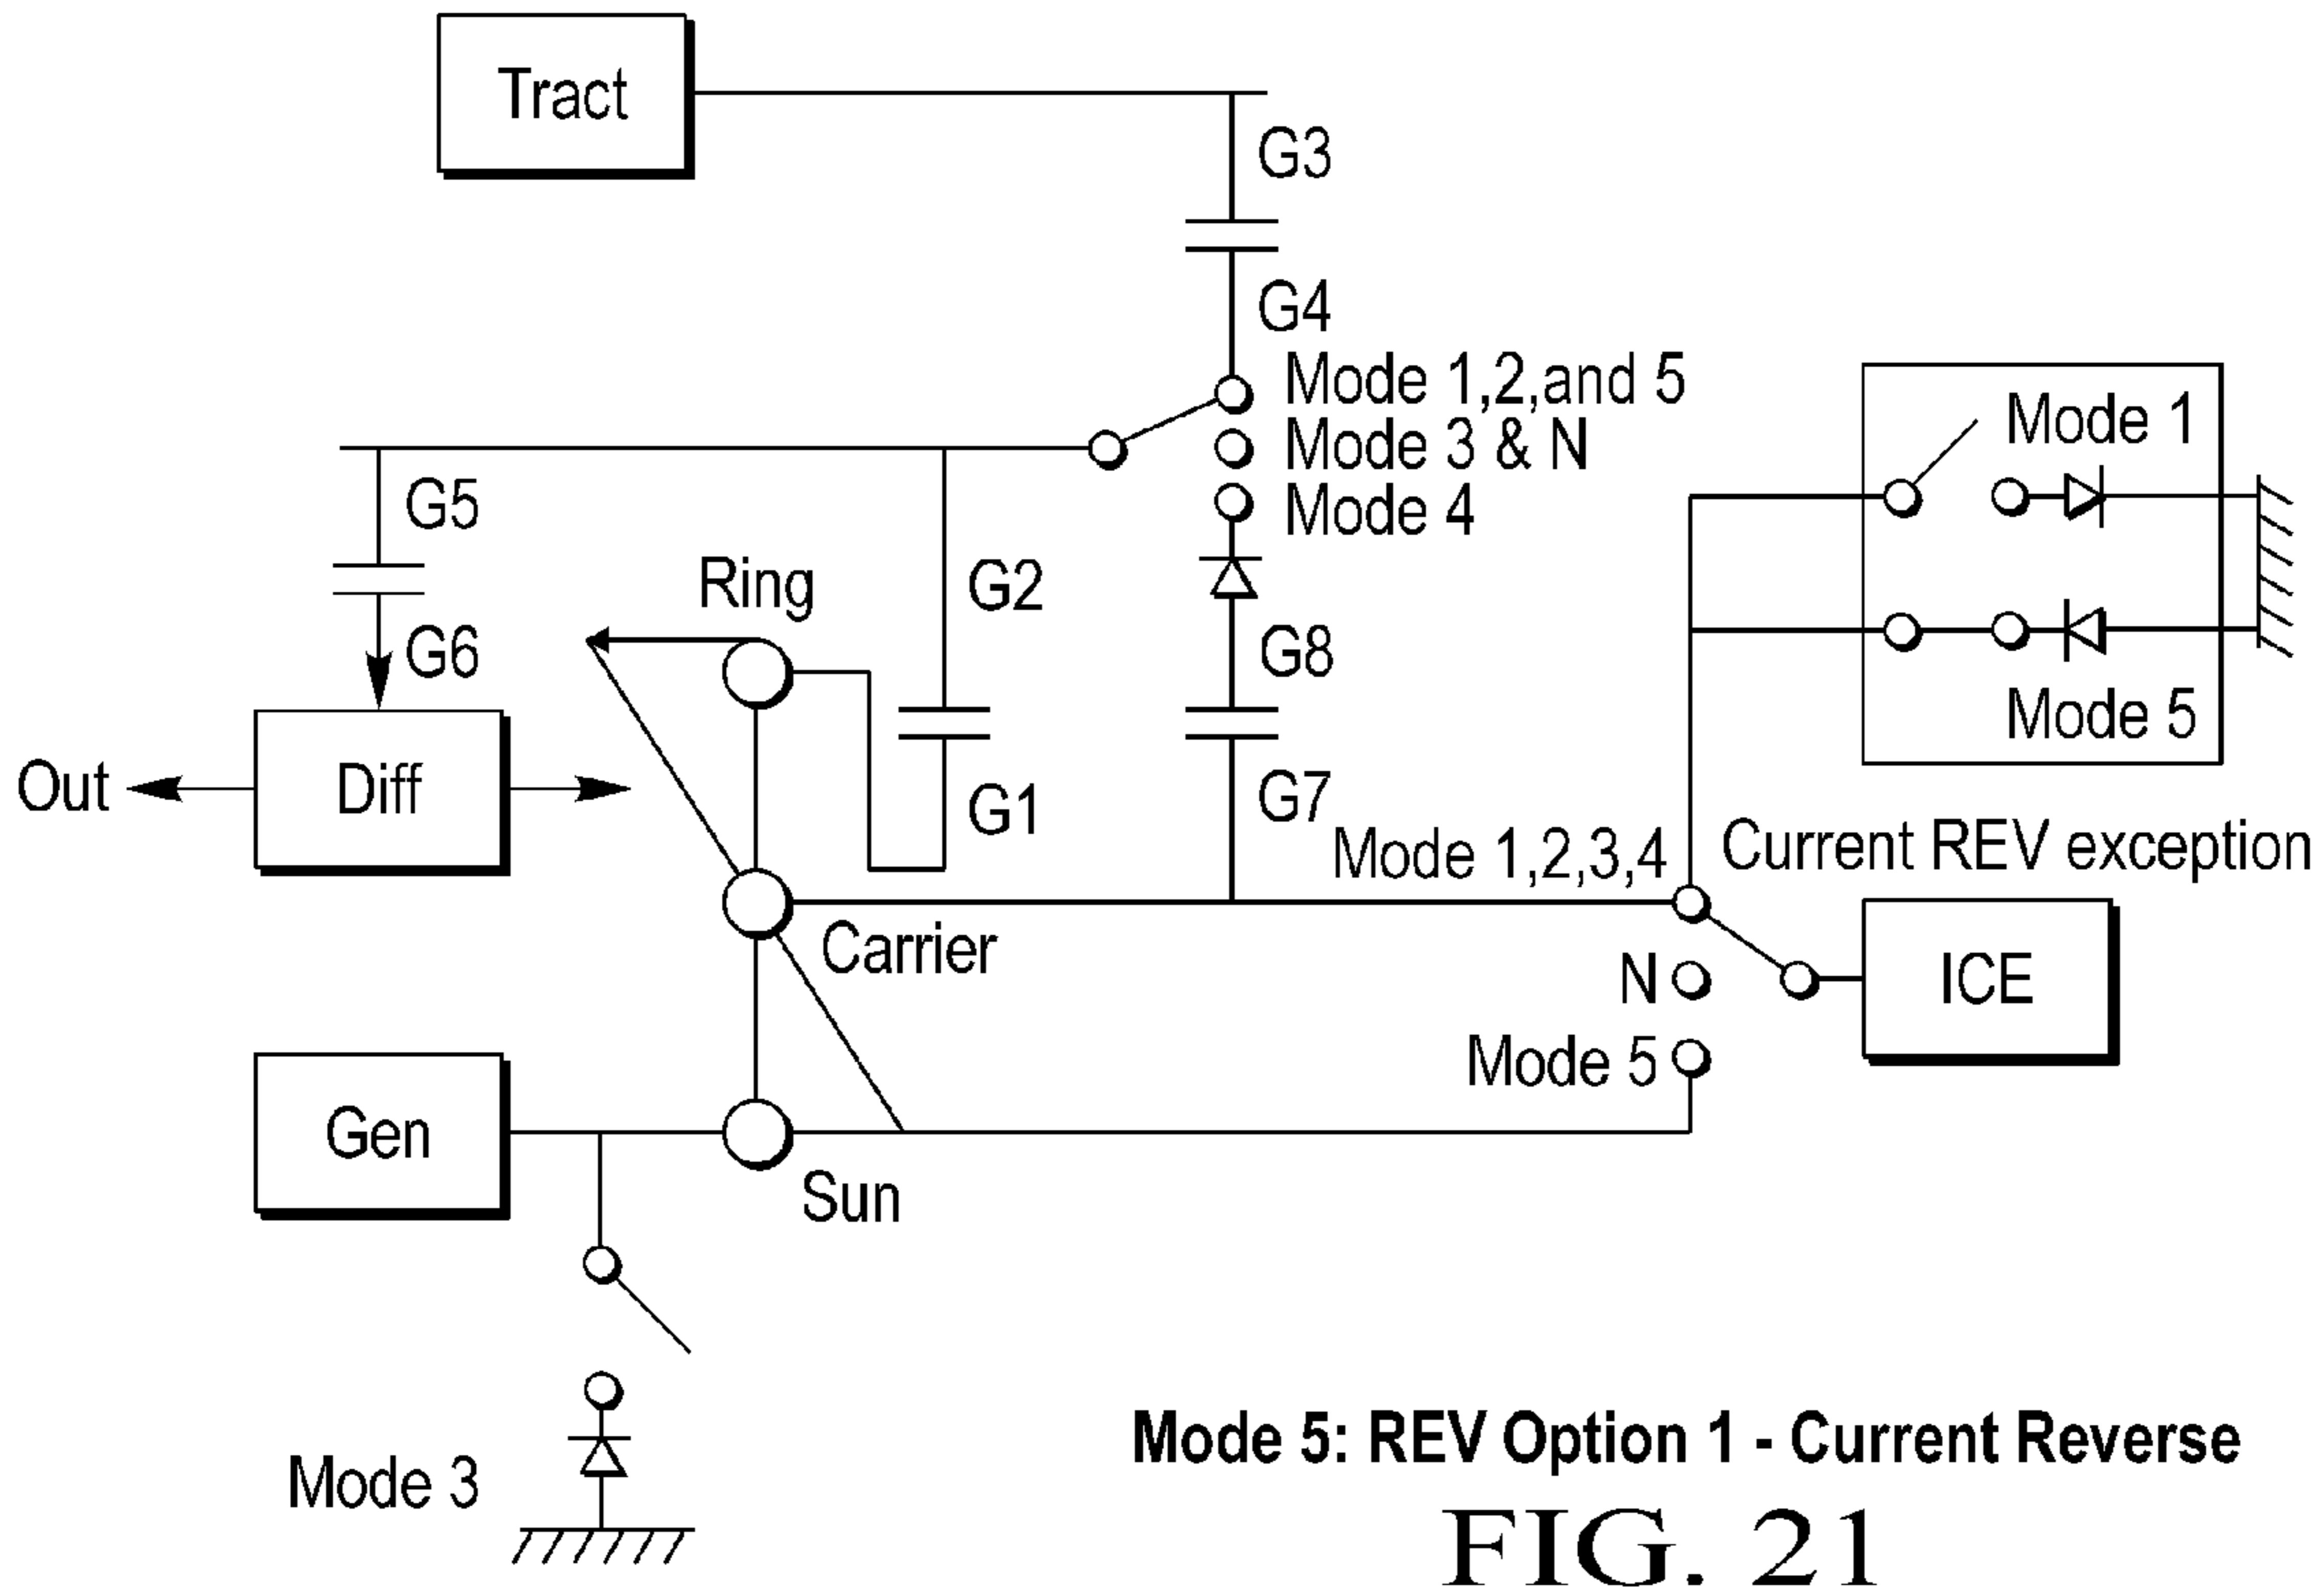 Tract
G3
G4
Mode 1,2,and 5
Mode 3 & N
Mode 4
Mode 1
G5
Ring
G2
G6
G8
Mode 5
Out
Diff
G1
G7
Mode 1,2,3,4
Current REV exception
Carrier
N
ICE
Mode 5
Gen
Sun
Mode 3
Mode 5: REV Option 1 - Current Reverse
FIG. 21